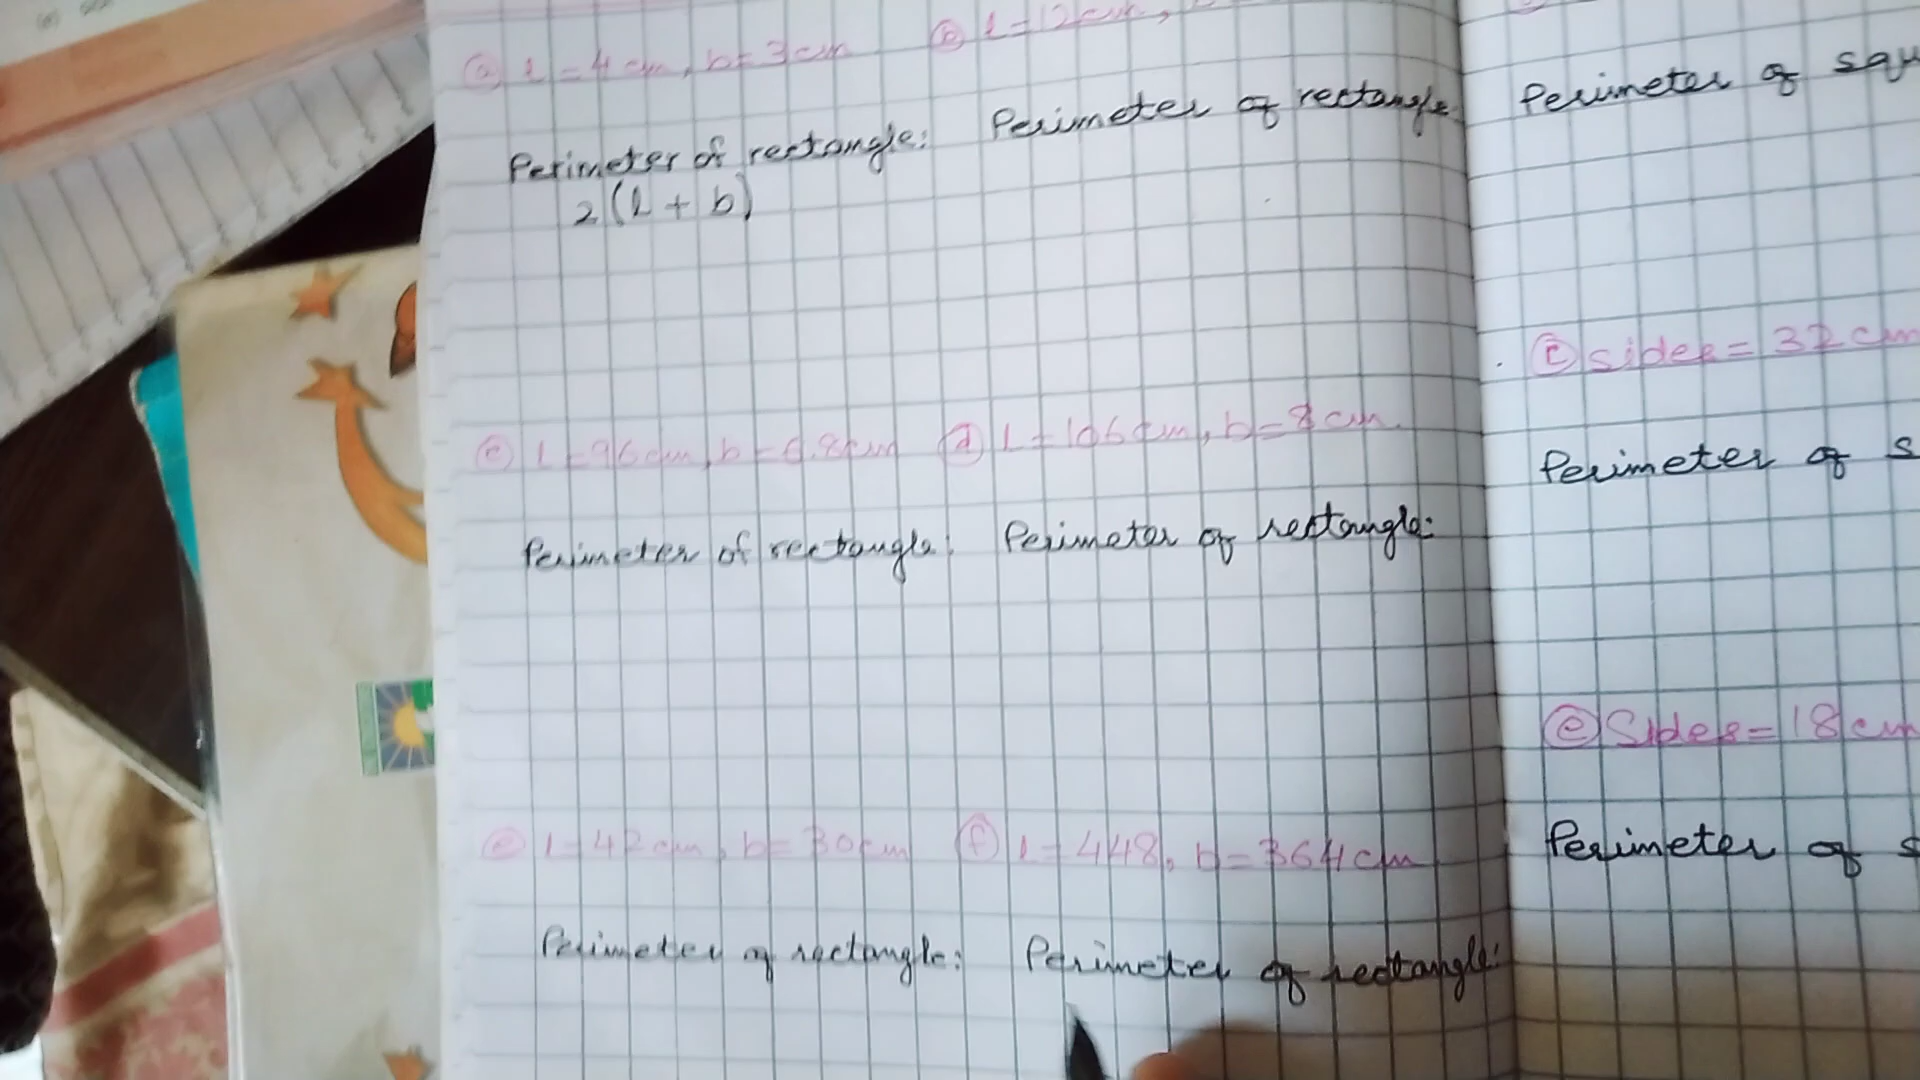 (a) l = 4 cm, b = 3 cm
Perimeter of rectangle:
2(l + b)
(b) l = 12 cm,
Perimeter of rectangle
(c) l = 96 cm, b =
Perimeter of rectangle:
(d) l = 106 cm, b = 8 cm.
Perimeter of rectangle:
(e) l = 42 cm, b = 30 cm
Perimeter of rectangle:
(f) l = 448, b = 364 cm
Perimeter of rectangle:
Perimeter of squ
(c) sides = 32 cm
Perimeter of s
(e) Sides = 18 cm
Perimeter of s